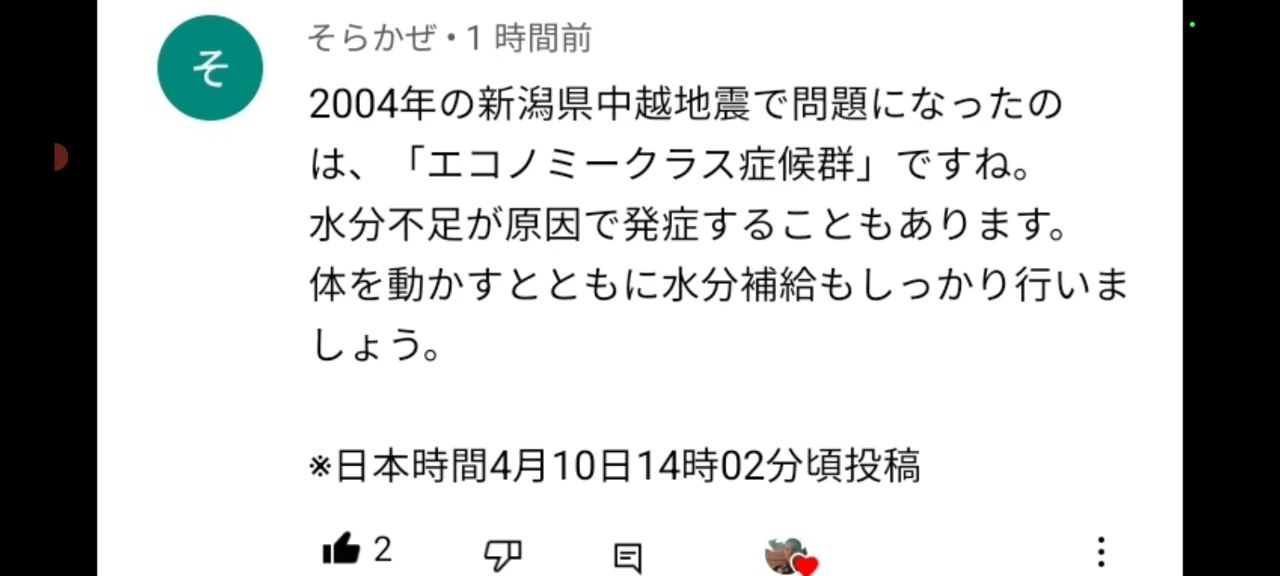 そ
そらかぜ • 1 時間前
2004年の新潟県中越地震で問題になったの
は、「エコノミークラス症候群」ですね。
水分不足が原因で発症することもあります。
体を動かすとともに水分補給もしっかり行いま
しょう。
※日本時間4月10日14時02分頃投稿
2